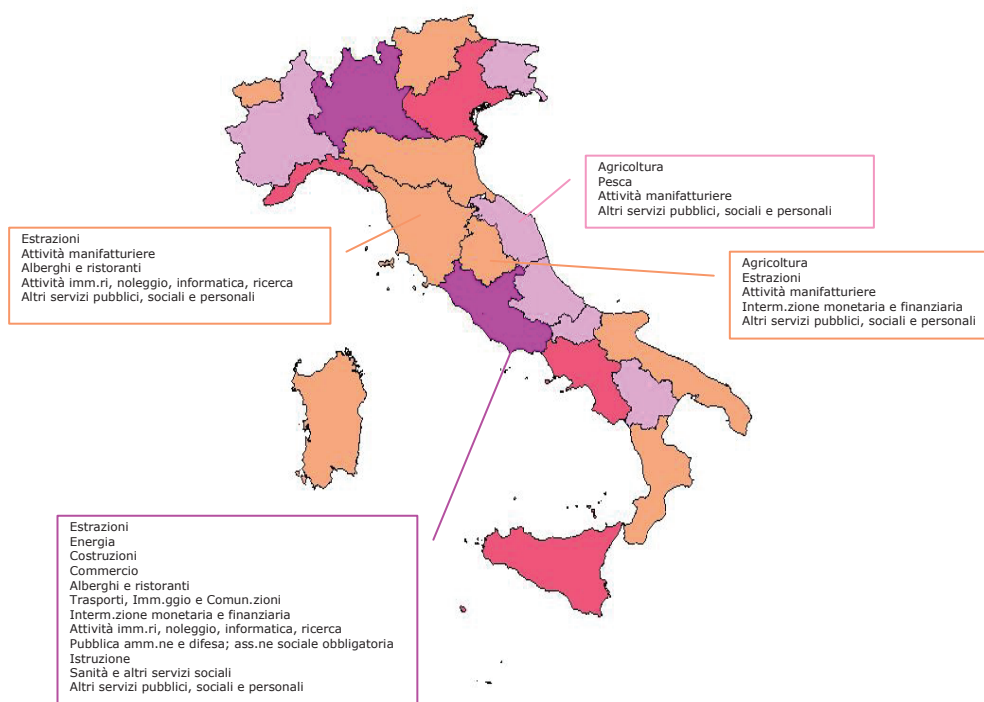 Agricoltura
Pesca
Attività manifatturiere
Altri servizi pubblici, sociali e personali
Estrazioni
Attività manifatturiere
Alberghi e ristoranti
Attività imm.ri, noleggio, informatica, ricerca
Altri servizi pubblici, sociali e personali
Agricoltura
Estrazioni
Attività manifatturiere
Interm.zione monetaria e finanziaria
Altri servizi pubblici, sociali e personali
Estrazioni
Energia
Costruzioni
Commercio
Alberghi e ristoranti
Trasporti, Imm.ggio e Comun.zioni
Interm.zione monetaria e finanziaria
Attività imm.ri, noleggio, informatica, ricerca
Pubblica amm.ne e difesa; ass.ne sociale obbligatoria
Istruzione
Sanità e altri servizi sociali
Altri servizi pubblici, sociali e personali